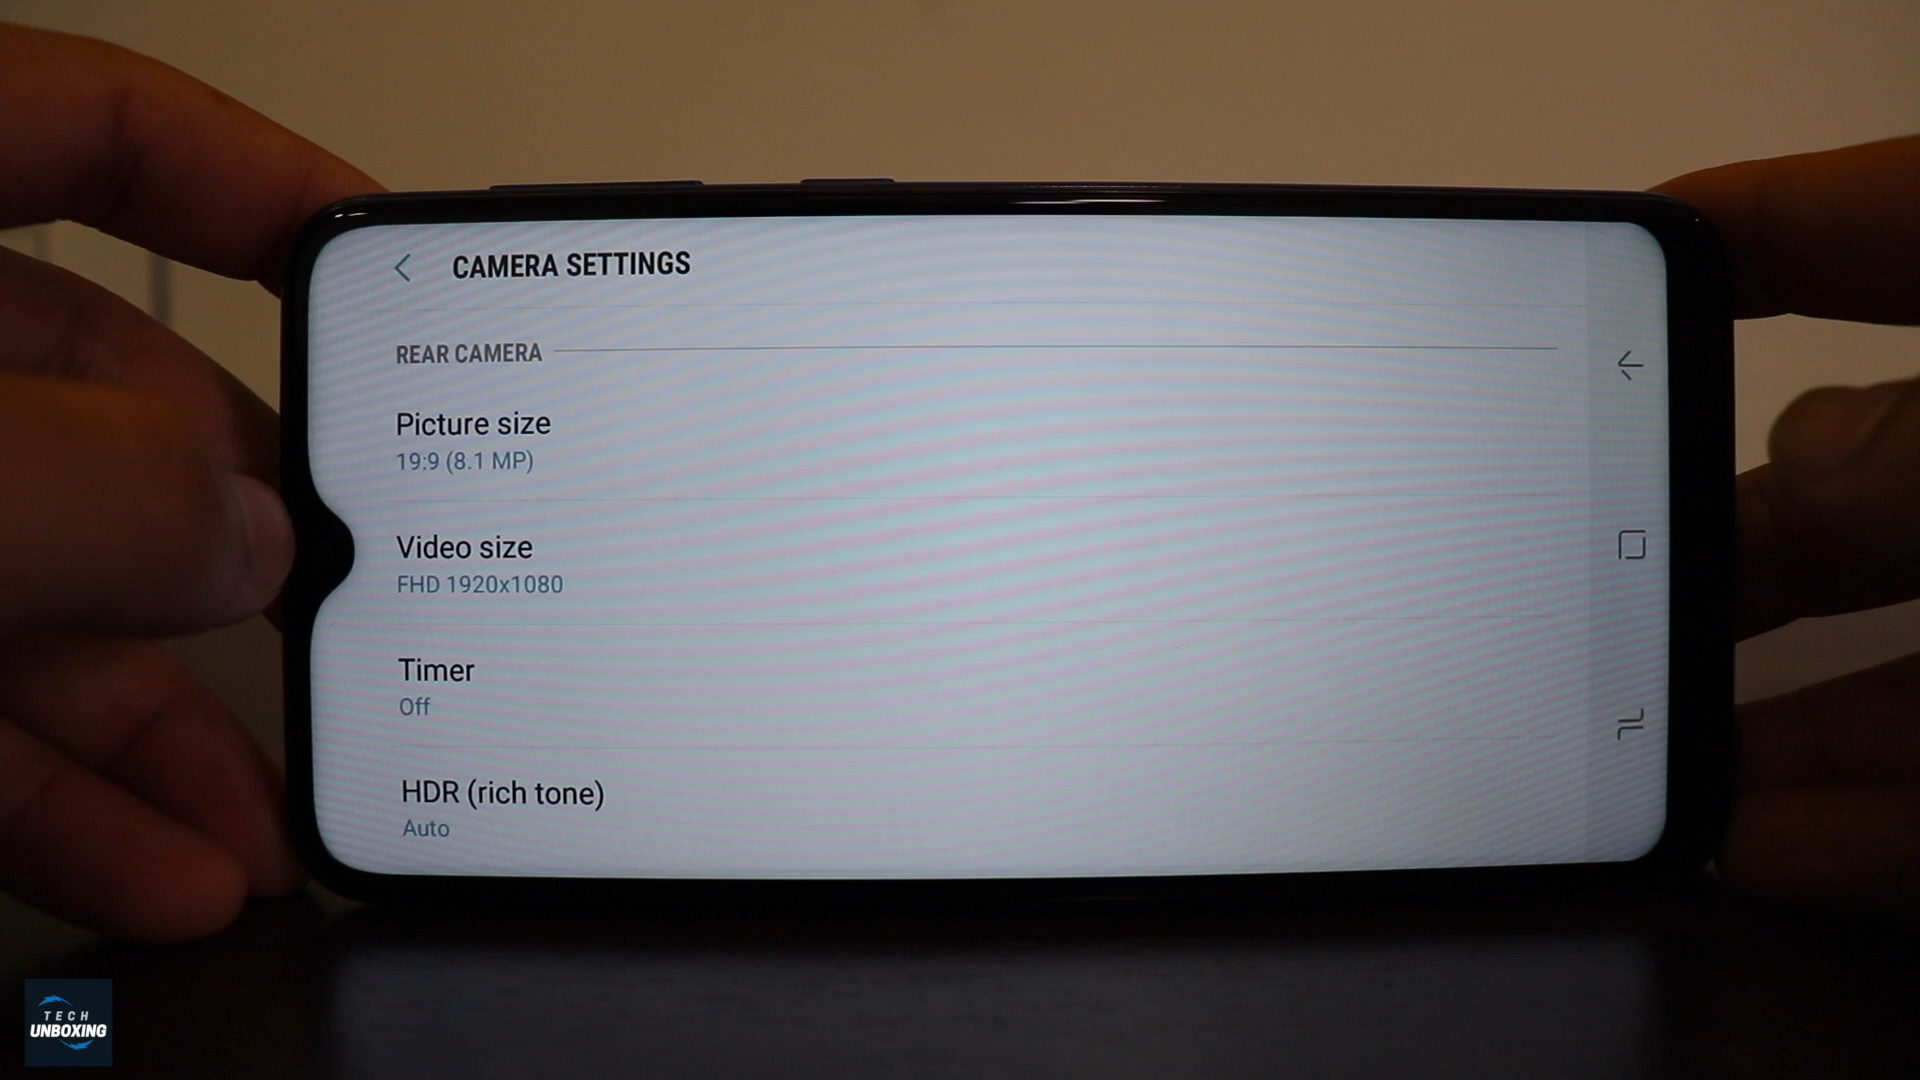 CAMERA SETTINGS
REAR CAMERA
Picture size
19:9 (8.1 MP)
Video size
FHD 1920x1080
Timer
Off
HDR (rich tone)
Auto
TECH
UNBOXING